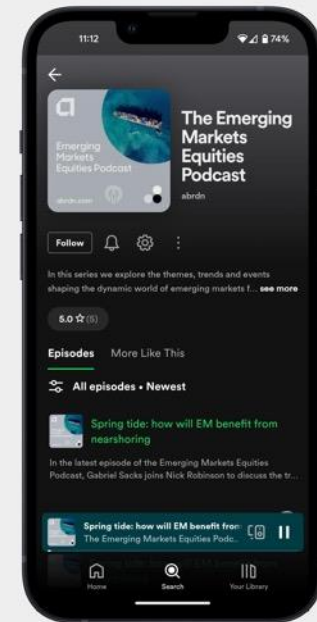 11:12
74%
The Emerging
Markets
Equities
Podcast
abrdn
Emerging
Markets
Equities Podcast
abrdn.com
Follow
In this series we explore the themes, trends and events
shaping the dynamic world of emerging markets f... see more
5.0 ☆ (5)
Episodes More Like This
All episodes • Newest
Spring tide: how will EM benefit from
nearshoring
In the latest episode of the Emerging Markets Equities
Podcast, Gabriel Sacks joins Nick Robinson to discuss the tr...
Spring tide: how will EM benefit from
The Emerging Markets Equities Podc...
Home
Search
Your Library